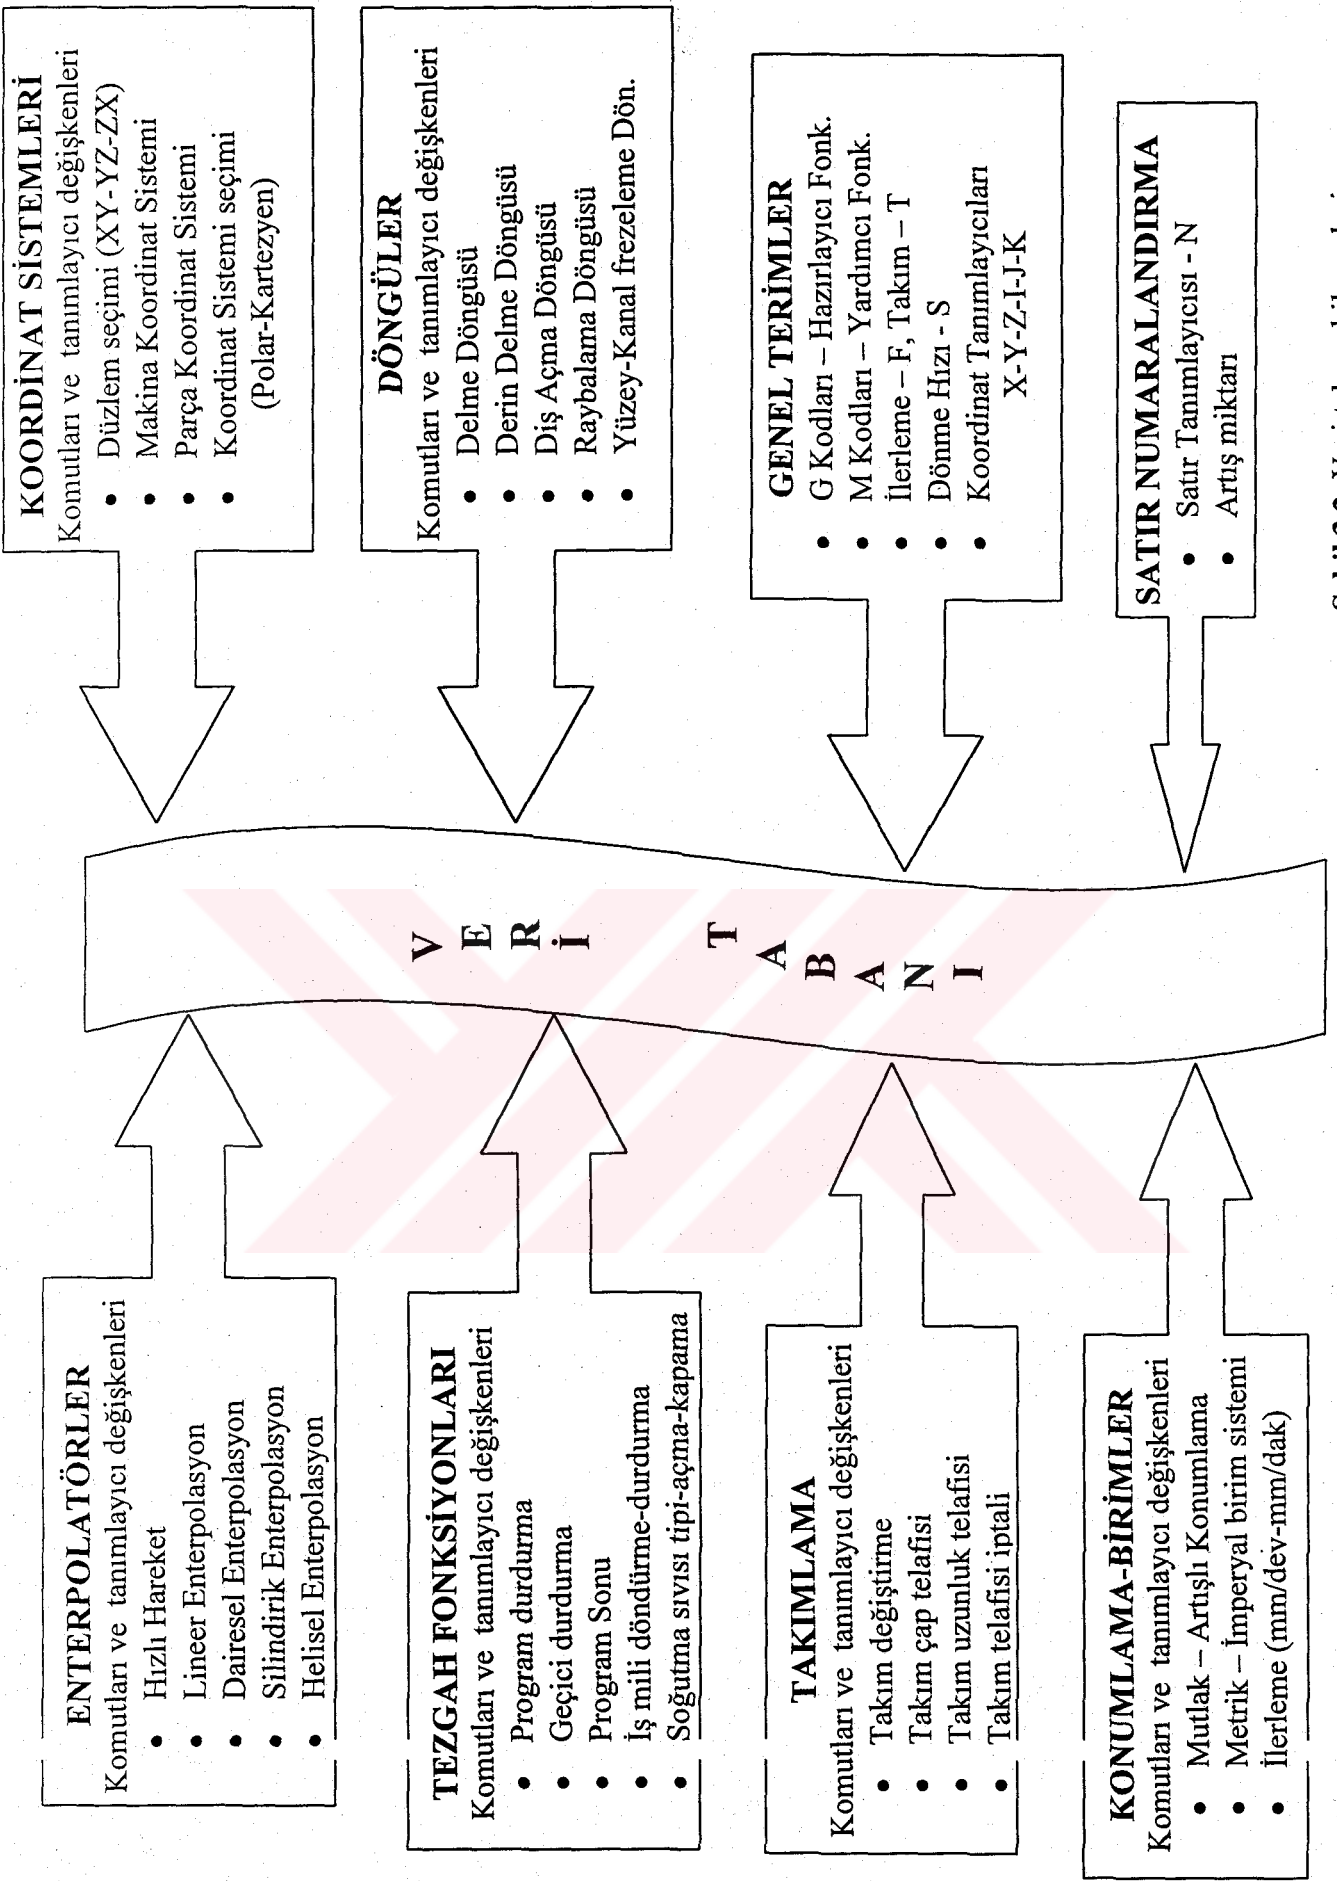 ENTERPOLATÖRLER
Komutları ve tanımlayıcı değişkenleri
• Hızlı Hareket
• Lineer Enterpolasyon
• Dairesel Enterpolasyon
• Silindirik Enterpolasyon
• Helisel Enterpolasyon
TEZGAH FONKSİYONLARI
Komutları ve tanımlayıcı değişkenleri
• Program durdurma
• Geçici durdurma
• Program Sonu
• İş mili döndürme-durdurma
• Soğutma sıvısı tipi-açma-kapama
TAKIMLAMA
Komutları ve tanımlayıcı değişkenleri
• Takım değiştirme
• Takım çap telafisi
• Takım uzunluk telafisi
• Takım telafisi iptali
KONUMLAMA-BİRİMLER
Komutları ve tanımlayıcı değişkenleri
• Mutlak – Artışlı Konumlama
• Metrik – İmperyal birim sistemi
• İlerleme (mm/dev-mm/dak)
V
E
R
İ
T
A
B
A
N
I
KOORDİNAT SİSTEMLERİ
Komutları ve tanımlayıcı değişkenleri
• Düzlem seçimi (XY-YZ-ZX)
• Makina Koordinat Sistemi
• Parça Koordinat Sistemi
• Koordinat Sistemi seçimi
(Polar-Kartezyen)
DÖNGÜLER
Komutları ve tanımlayıcı değişkenleri
• Delme Döngüsü
• Derin Delme Döngüsü
• Diş Açma Döngüsü
• Raybalama Döngüsü
• Yüzey-Kanal frezeleme Dön.
GENEL TERİMLER
• G Kodları – Hazırlayıcı Fonk.
• M Kodları – Yardımcı Fonk.
• İlerleme – F, Takım – T
• Dönme Hızı - S
• Koordinat Tanımlayıcıları
X-Y-Z-I-J-K
SATIR NUMARALANDIRMA
• Satır Tanımlayıcısı - N
• Artış miktarı